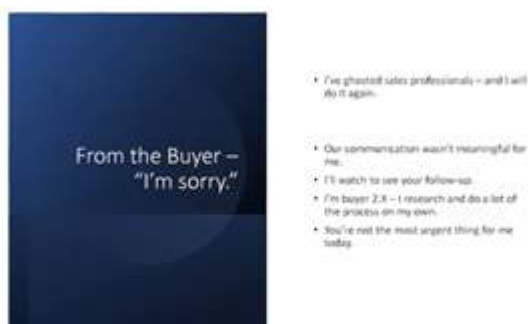 From the Buyer –
“I’m sorry.”
• I've ghosted sales professionals – and I will
do it again.
• Our communication wasn't meaningful for
me.
• I'll watch to see your follow-up.
• I'm buyer 2.X – I research and do a lot of
the process on my own.
• You're not the most urgent thing for me
today.